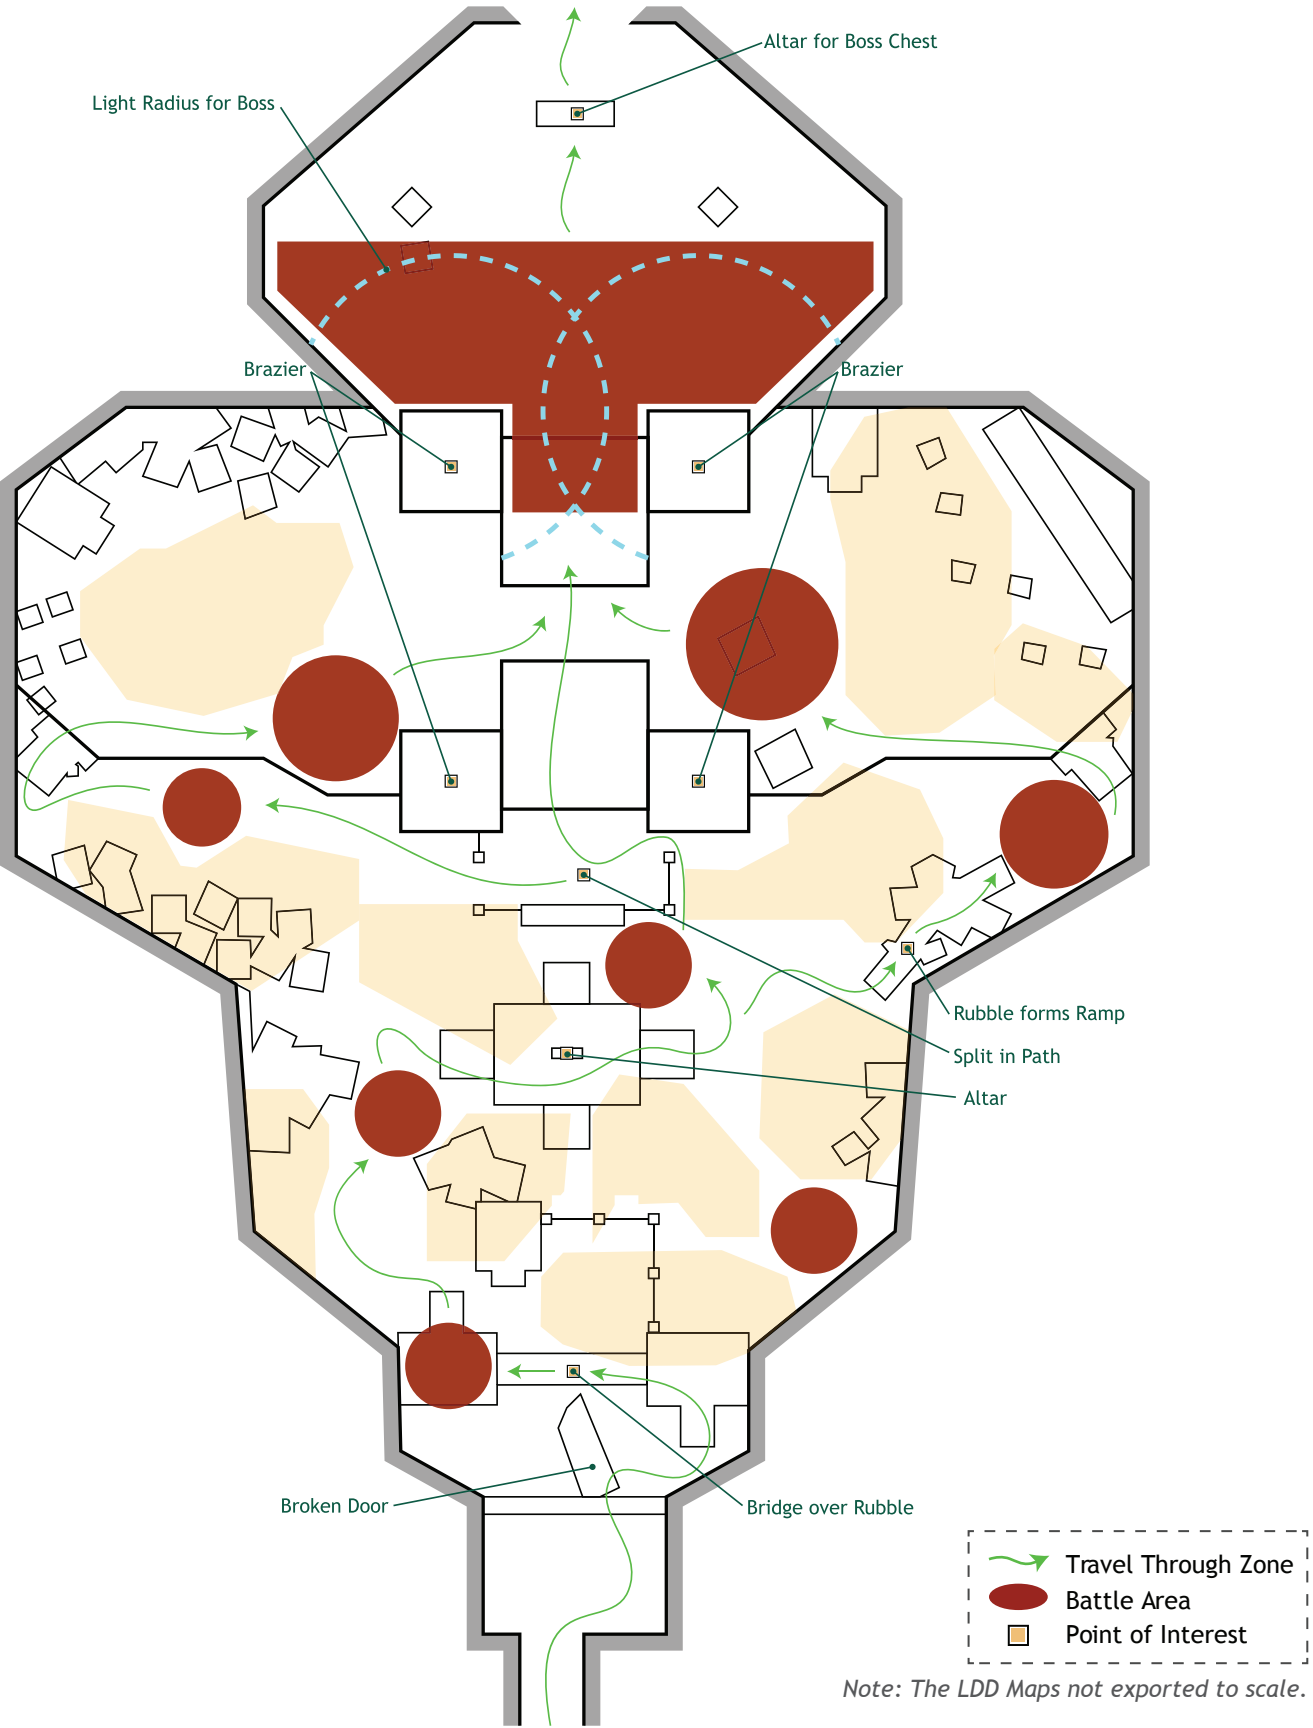 Altar for Boss Chest
Light Radius for Boss
Brazier
Brazier
Rubble forms Ramp
Split in Path
Altar
Broken Door
Bridge over Rubble
Travel Through Zone
Battle Area
Point of Interest
Note: The LDD Maps not exported to scale.